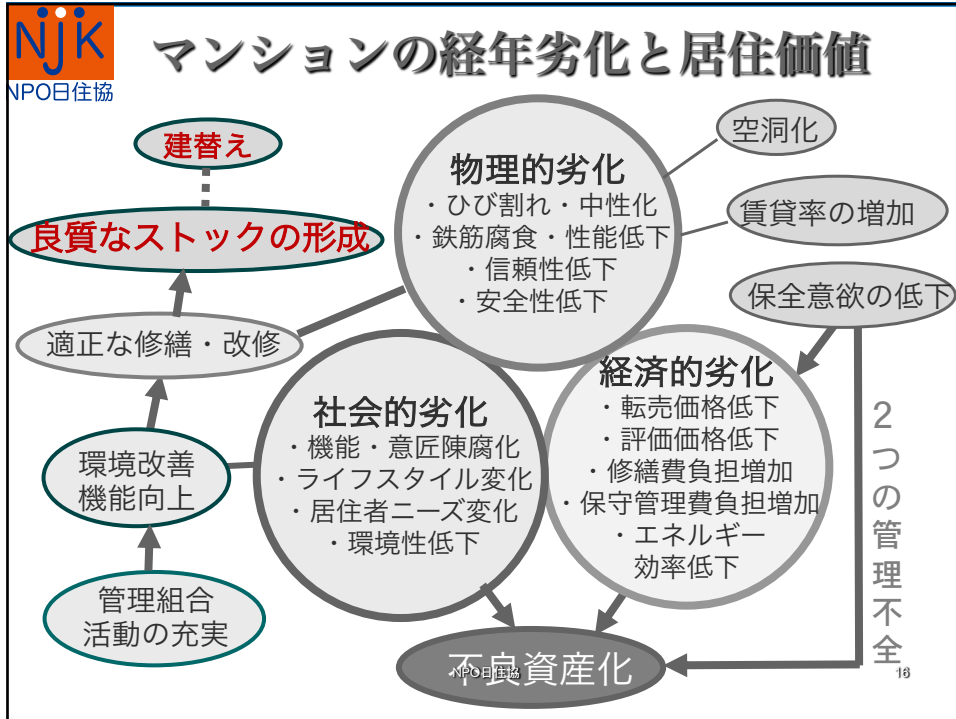 NjK
NPO日住協
マンションの経年劣化と居住価値
建替え
良質なストックの形成
適正な修繕・改修
環境改善
機能向上
管理組合
活動の充実
物理的劣化
・ひび割れ・中性化
・鉄筋腐食・性能低下
・信頼性低下
・安全性低下
社会的劣化
・機能・意匠陳腐化
・ライフスタイル変化
・居住者ニーズ変化
・環境性低下
経済的劣化
・転売価格低下
・評価価格低下
・修繕費負担増加
・保守管理費負担増加
・エネルギー
効率低下
空洞化
賃貸率の増加
保全意欲の低下
2つの管理不全
不良資産化
NPO日住協
16